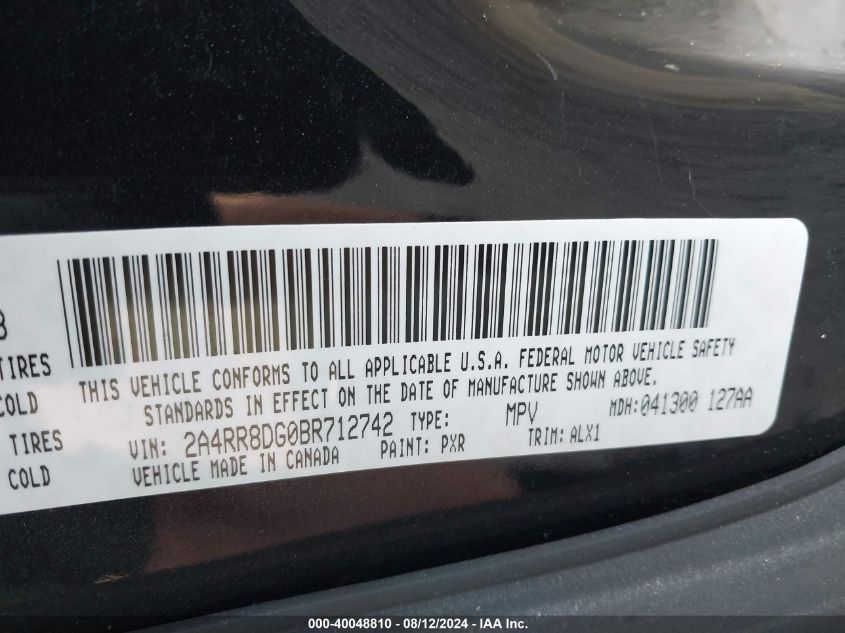 8
TIRES
COLD
TIRES
COLD
THIS VEHICLE CONFORMS TO ALL APPLICABLE U.S.A. FEDERAL MOTOR VEHICLE SAFETY
STANDARDS IN EFFECT ON THE DATE OF MANUFACTURE SHOWN ABOVE.
VIN: 2A4RR8DG0BR712742 TYPE: MPV MDH: 041300 127AA
VEHICLE MADE IN CANADA PAINT: PXR TRIM: ALX1
000-40048810 - 08/12/2024 - IAA Inc.